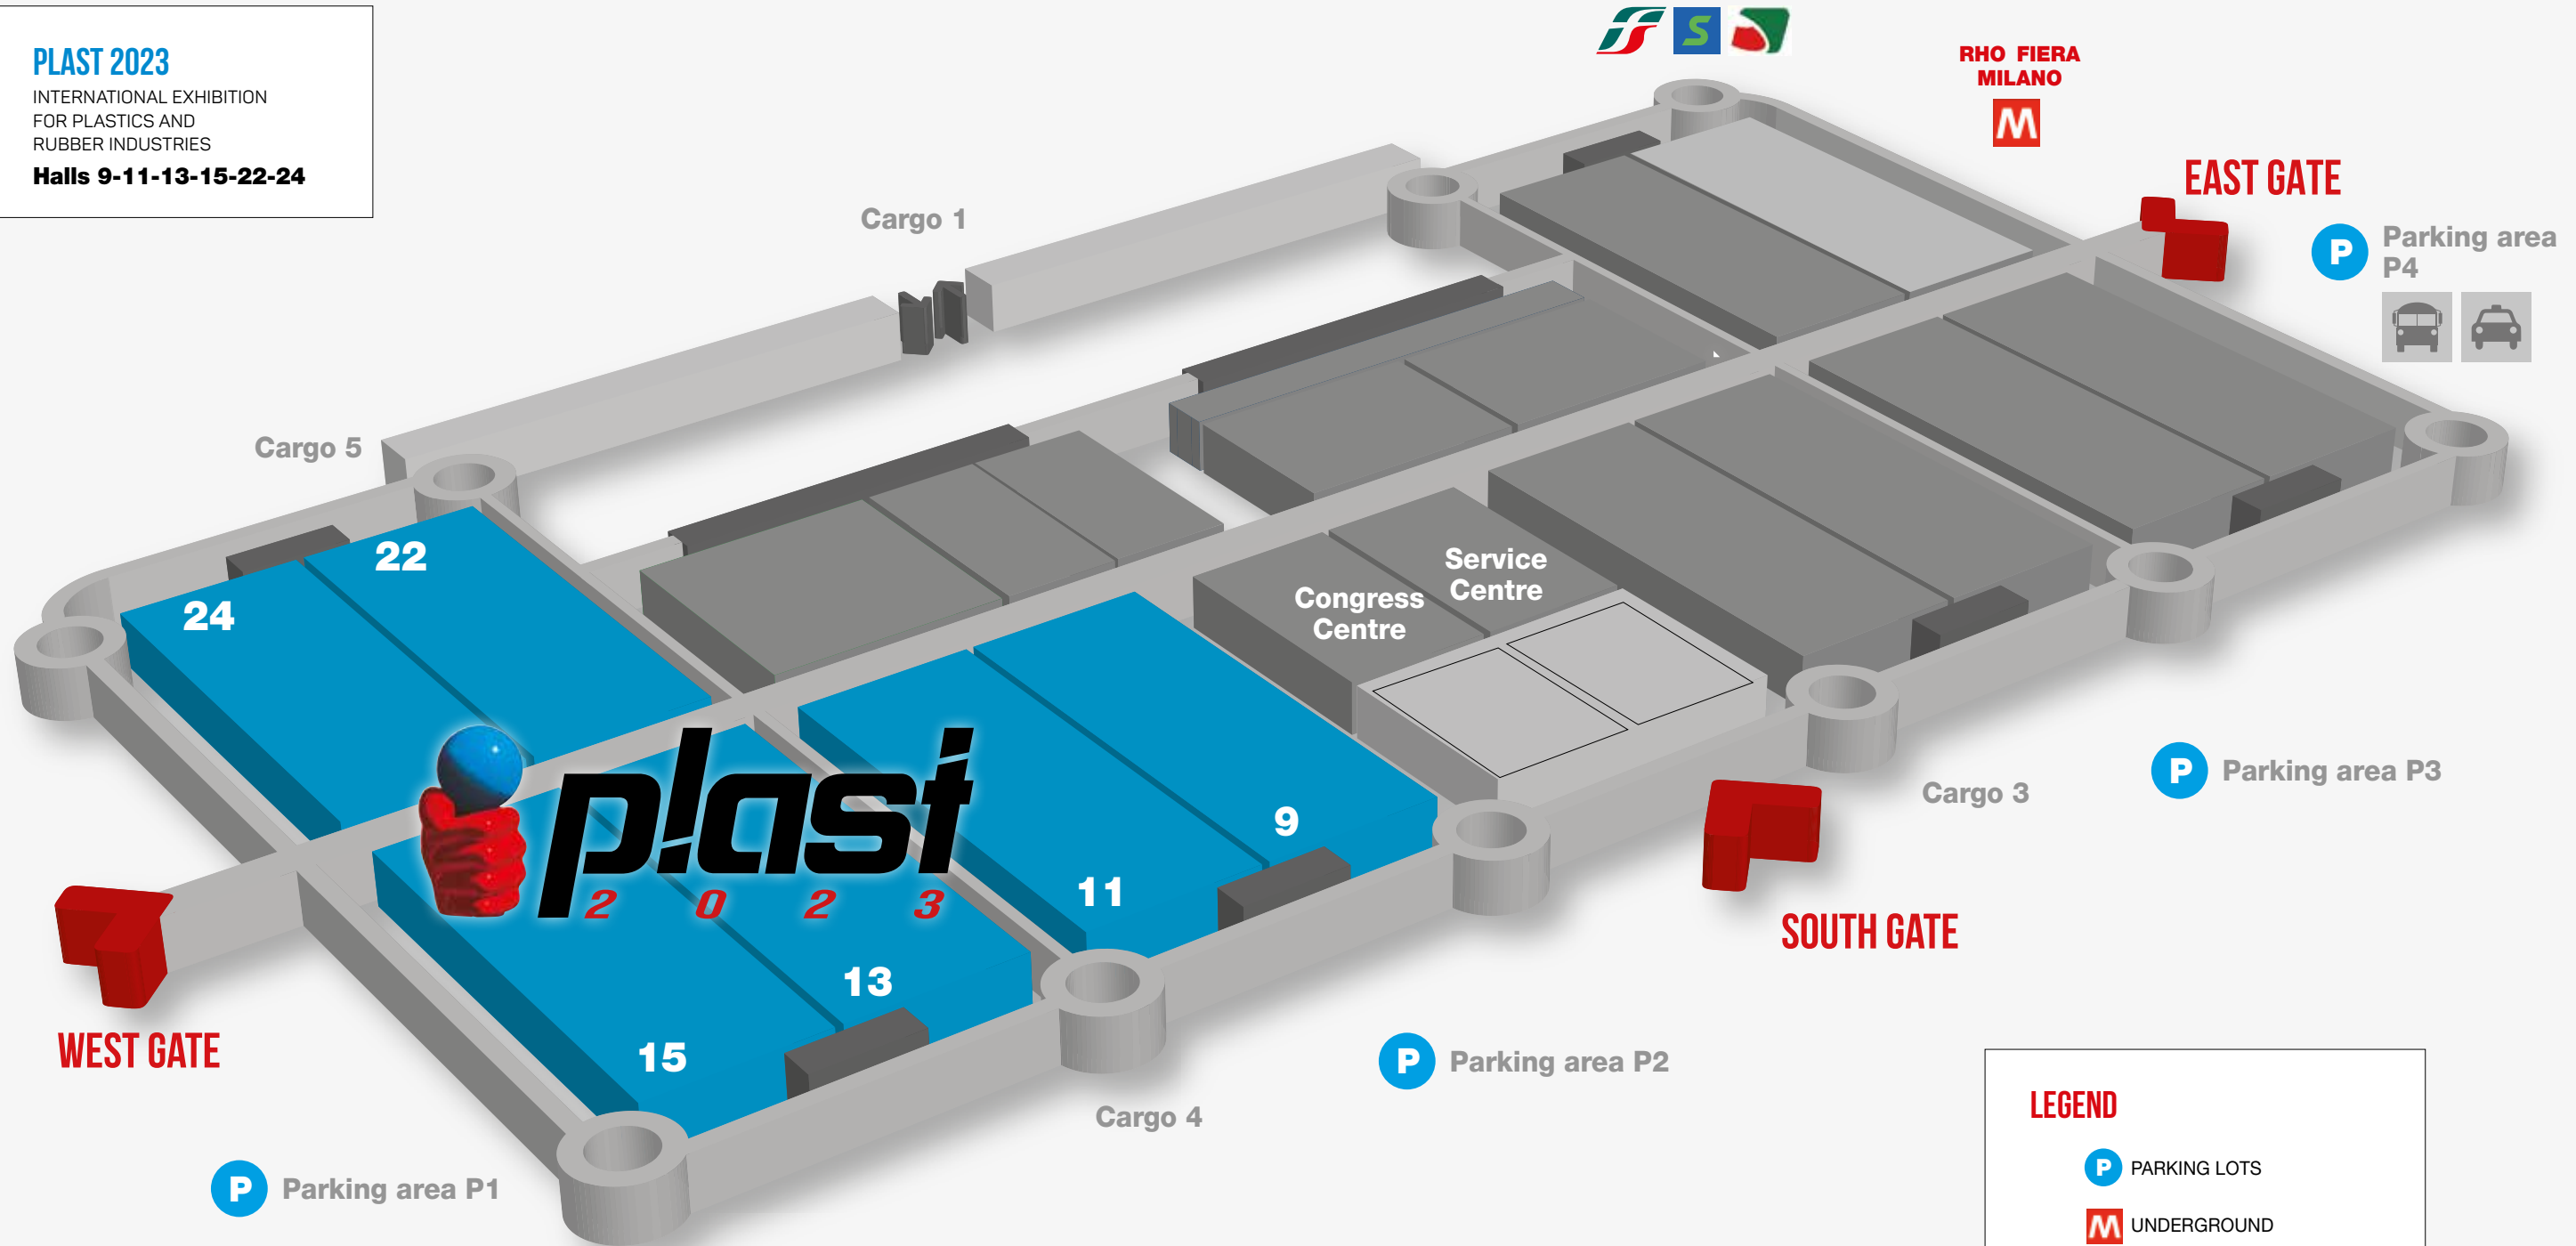 PLAST 2023
INTERNATIONAL EXHIBITION
FOR PLASTICS AND
RUBBER INDUSTRIES
Halls 9-11-13-15-22-24
S
RHO FIERA
MILANO
M
EAST GATE
P
Parking area
P4
Cargo 1
Cargo 5
22
24
Service
Centre
Congress
Centre
plast
2 0 2 3
9
11
13
15
P Parking area P3
Cargo 3
SOUTH GATE
WEST GATE
P Parking area P2
Cargo 4
P Parking area P1
LEGEND
P PARKING LOTS
M UNDERGROUND